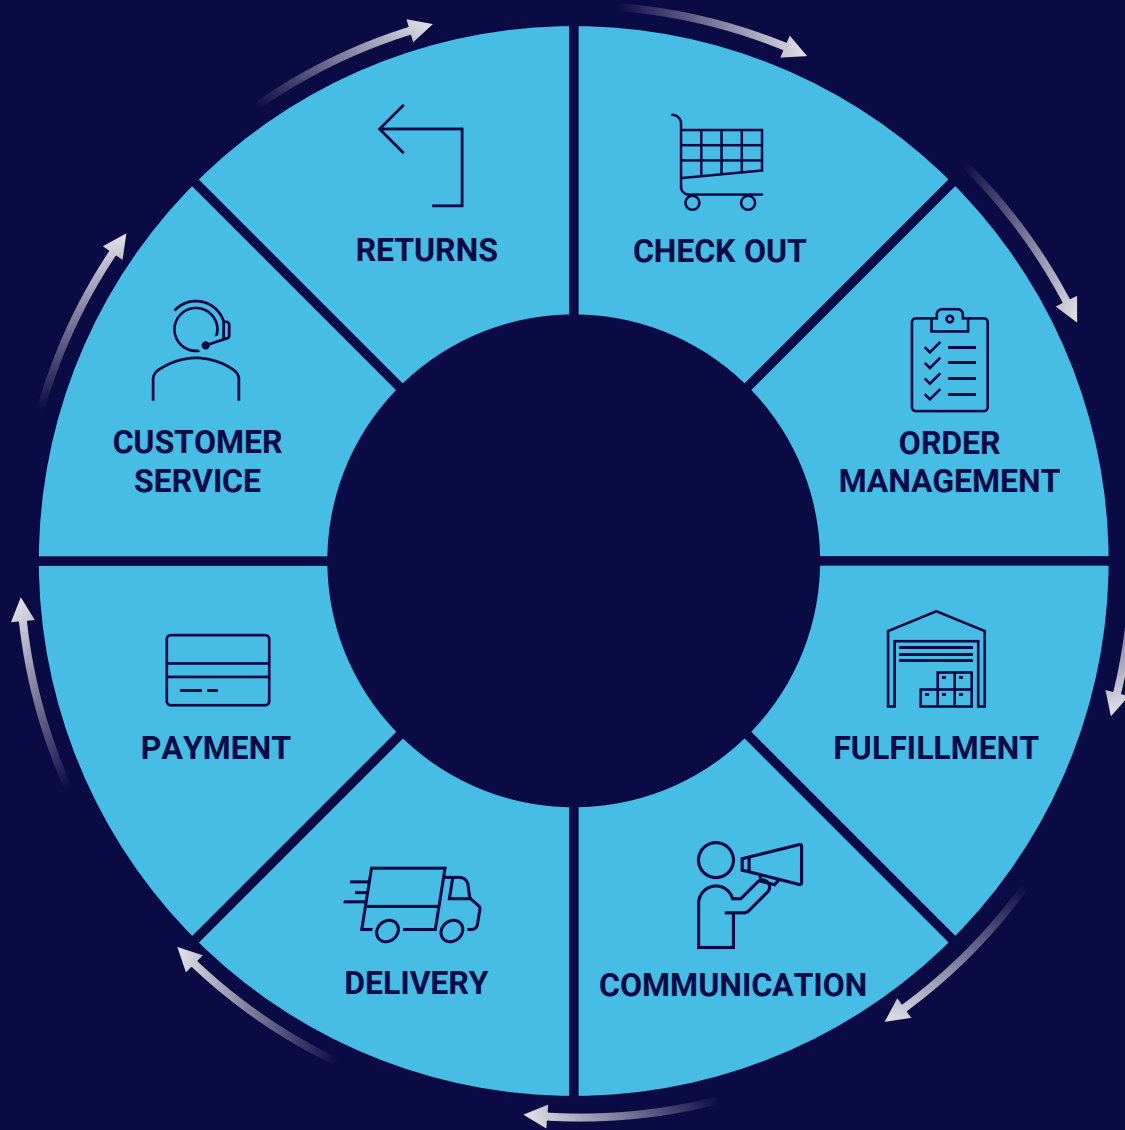 RETURNS
CHECK OUT
CUSTOMER
SERVICE
ORDER
MANAGEMENT
PAYMENT
FULFILLMENT
DELIVERY
COMMUNICATION